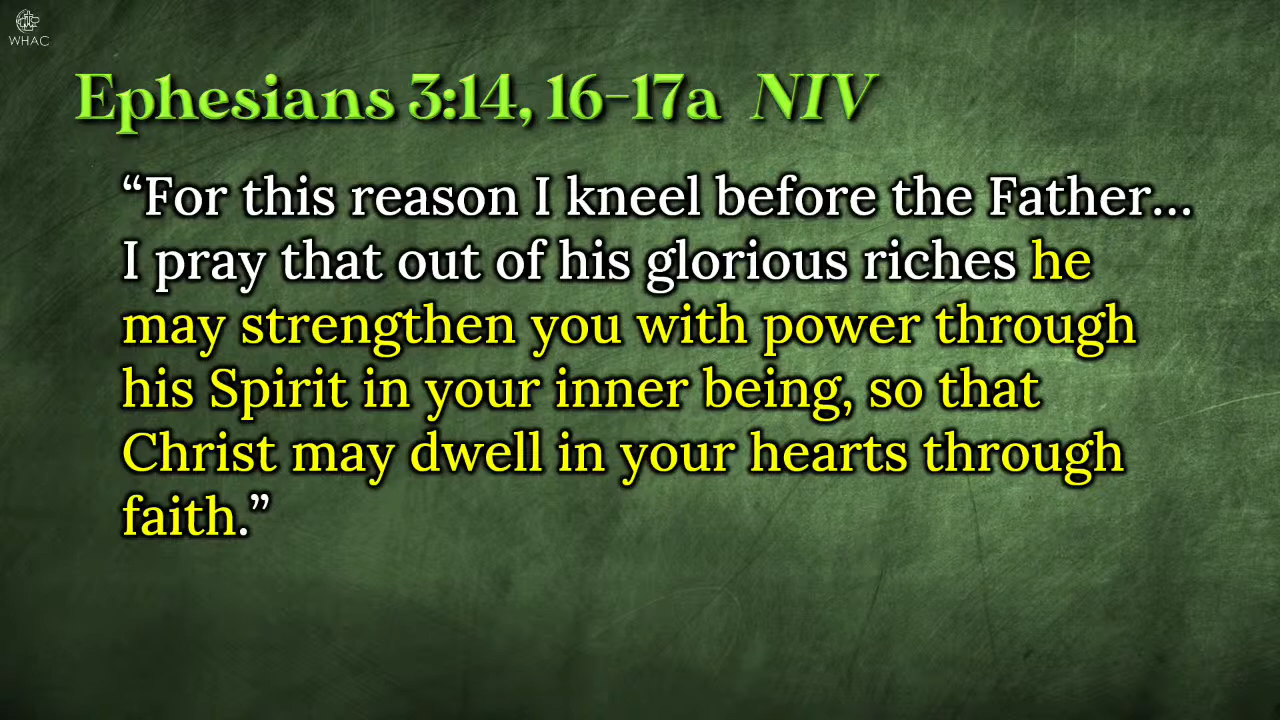 WHAC
Ephesians 3:14, 16-17a NIV
“For this reason I kneel before the Father...
I pray that out of his glorious riches he
may strengthen you with power through
his Spirit in your inner being, so that
Christ may dwell in your hearts through
faith.”